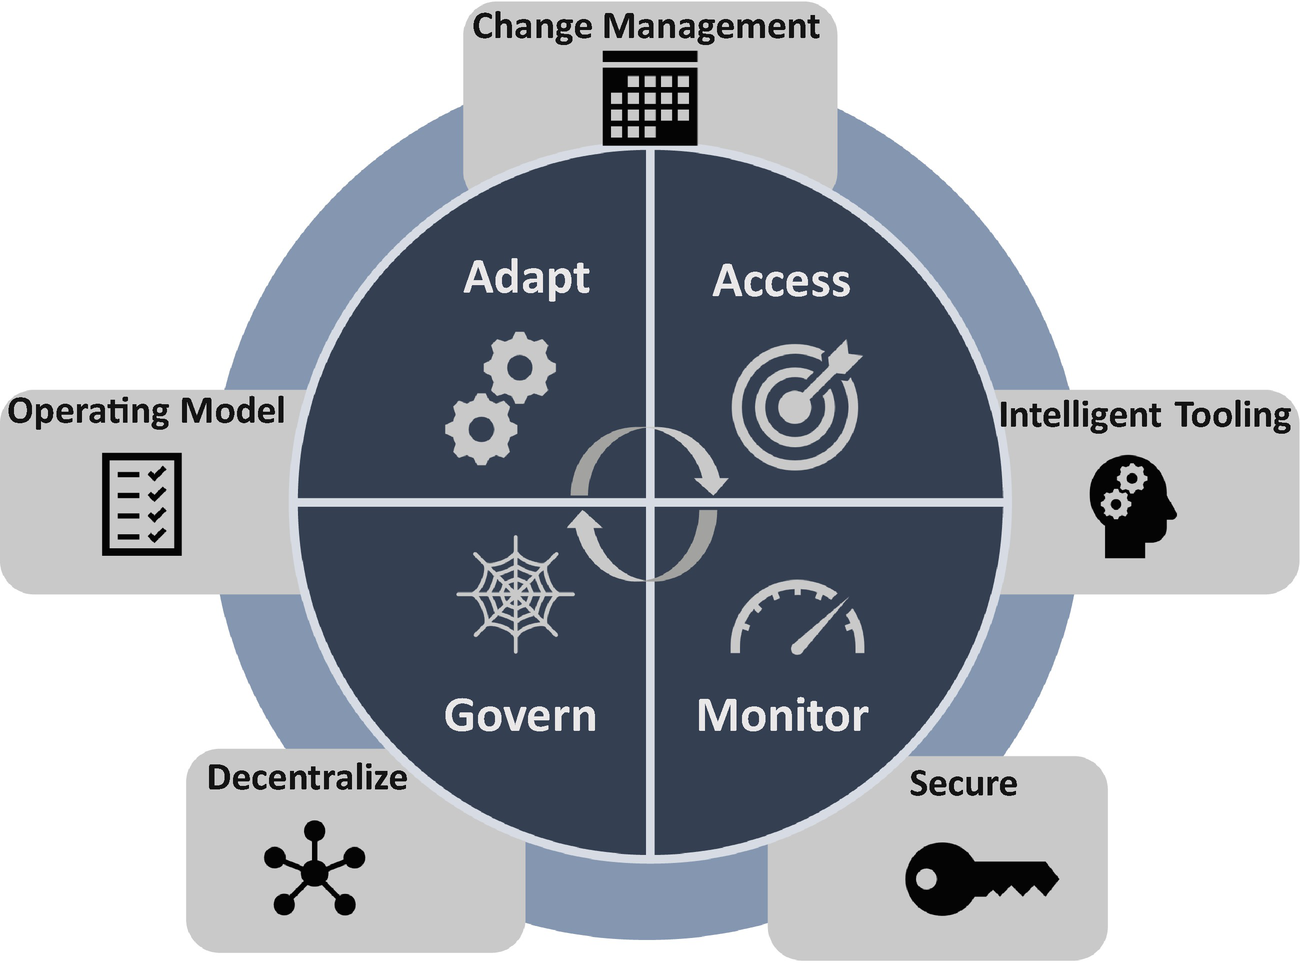 Change Management
Adapt
Access
Operating Model
Intelligent Tooling
Govern
Monitor
Decentralize
Secure